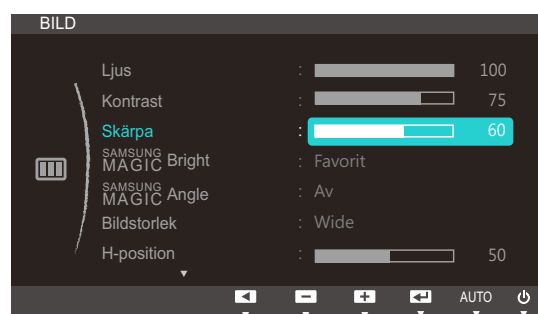 BILD
Ljus : 100
Kontrast : 75
Skärpa : 60
SAMSUNG MAGIC Bright : Favorit
SAMSUNG MAGIC Angle : Av
Bildstorlek : Wide
H-position : 50
AUTO